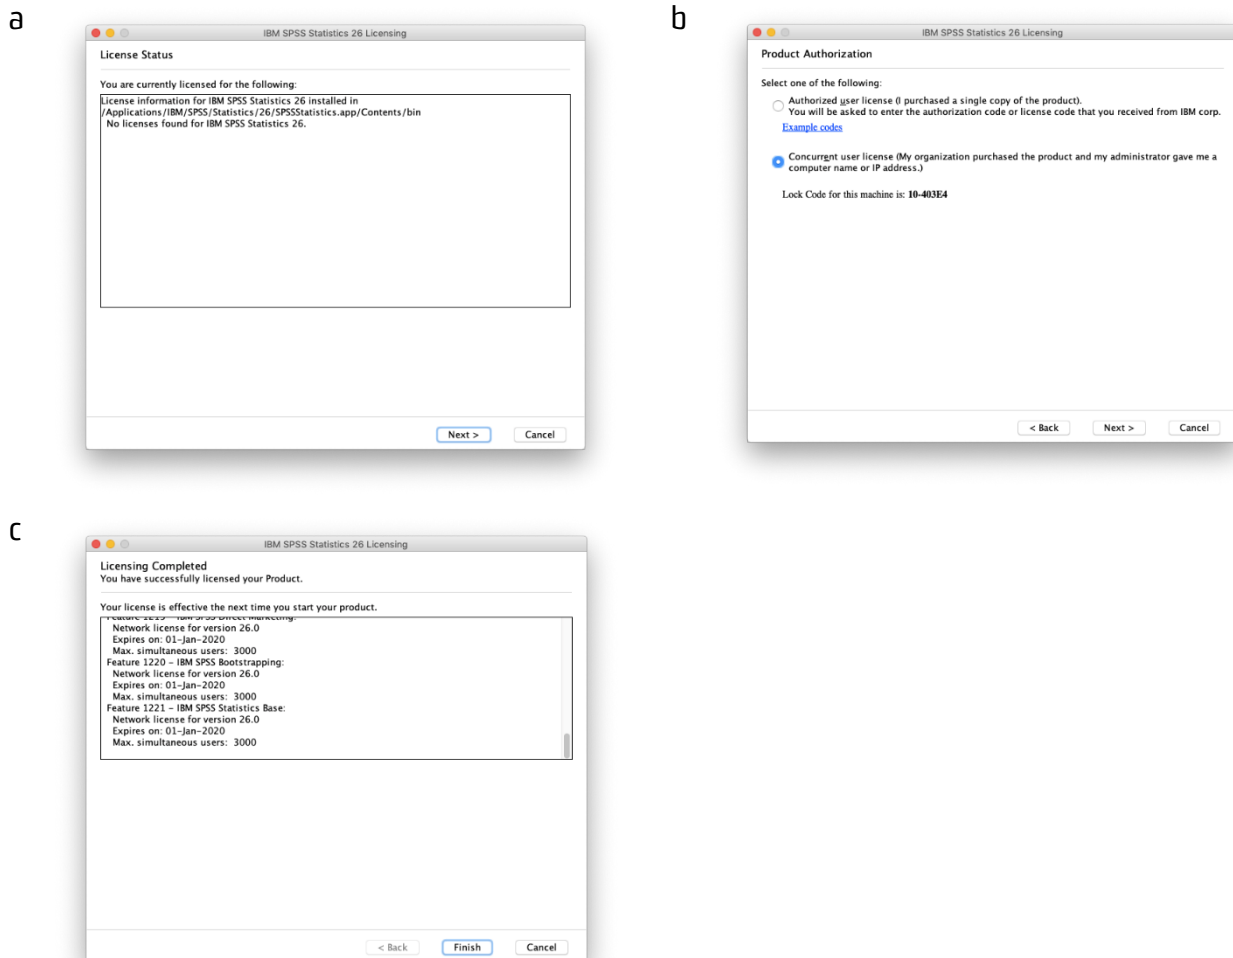 a
IBM SPSS Statistics 26 Licensing
License Status
You are currently licensed for the following:
License information for IBM SPSS Statistics 26 installed in
/Applications/IBM/SPSS/Statistics/26/SPSSStatistics.app/Contents/bin
No licenses found for IBM SPSS Statistics 26.
Next >
Cancel
b
IBM SPSS Statistics 26 Licensing
Product Authorization
Select one of the following:
Authorized user license (I purchased a single copy of the product).
You will be asked to enter the authorization code or license code that you received from IBM corp.
Example codes
Concurrent user license (My organization purchased the product and my administrator gave me a
computer name or IP address.)
Lock Code for this machine is: 10-403E4
< Back
Next >
Cancel
c
IBM SPSS Statistics 26 Licensing
Licensing Completed
You have successfully licensed your Product.
Your license is effective the next time you start your product.
Feature 1219 - IBM SPSS Direct Marketing:
Network license for version 26.0
Expires on: 01-Jan-2020
Max. simultaneous users: 3000
Feature 1220 - IBM SPSS Bootstrapping:
Network license for version 26.0
Expires on: 01-Jan-2020
Max. simultaneous users: 3000
Feature 1221 - IBM SPSS Statistics Base:
Network license for version 26.0
Expires on: 01-Jan-2020
Max. simultaneous users: 3000
< Back
Finish
Cancel